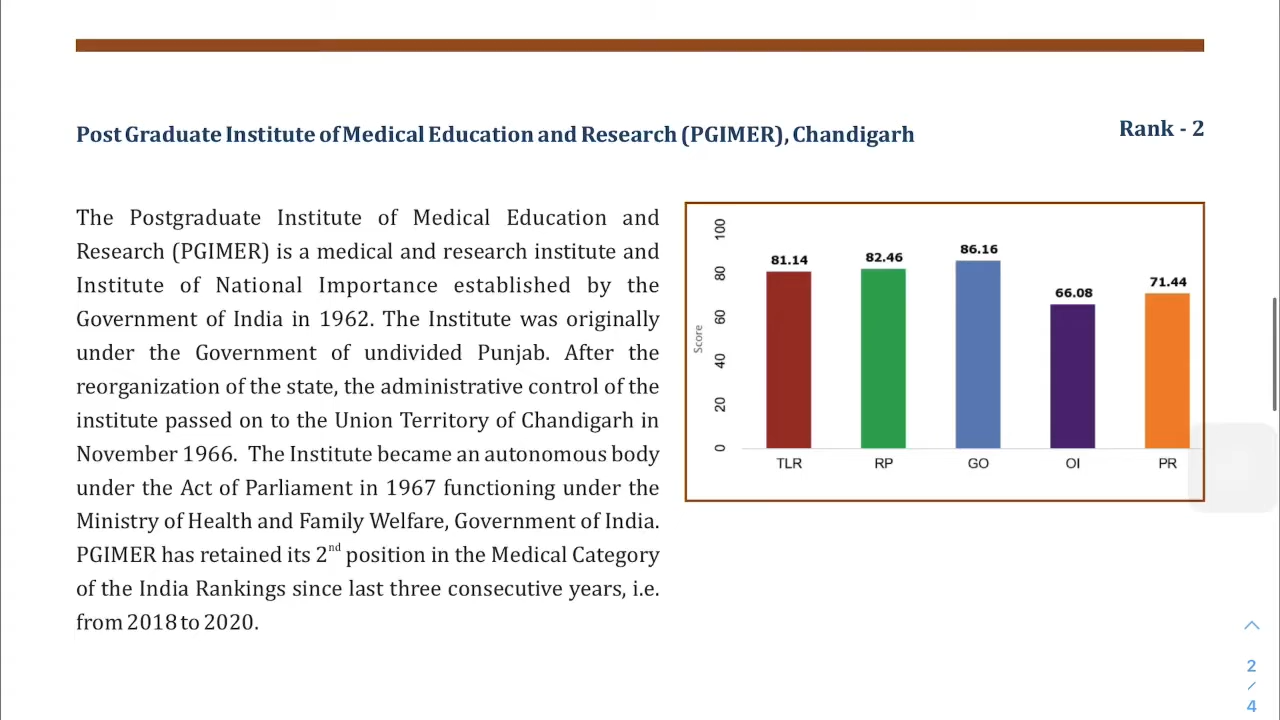 Post Graduate Institute of Medical Education and Research (PGIMER), Chandigarh
Rank - 2
The Postgraduate Institute of Medical Education and
Research (PGIMER) is a medical and research institute and
Institute of National Importance established by the
Government of India in 1962. The Institute was originally
under the Government of undivided Punjab. After the
reorganization of the state, the administrative control of the
institute passed on to the Union Territory of Chandigarh in
November 1966. The Institute became an autonomous body
under the Act of Parliament in 1967 functioning under the
Ministry of Health and Family Welfare, Government of India.
PGIMER has retained its 2nd position in the Medical Category
of the India Rankings since last three consecutive years, i.e.
from 2018 to 2020.
Score
100
80
60
40
20
0
81.14
82.46
86.16
66.08
71.44
TLR RP GO OI PR
2
/
4